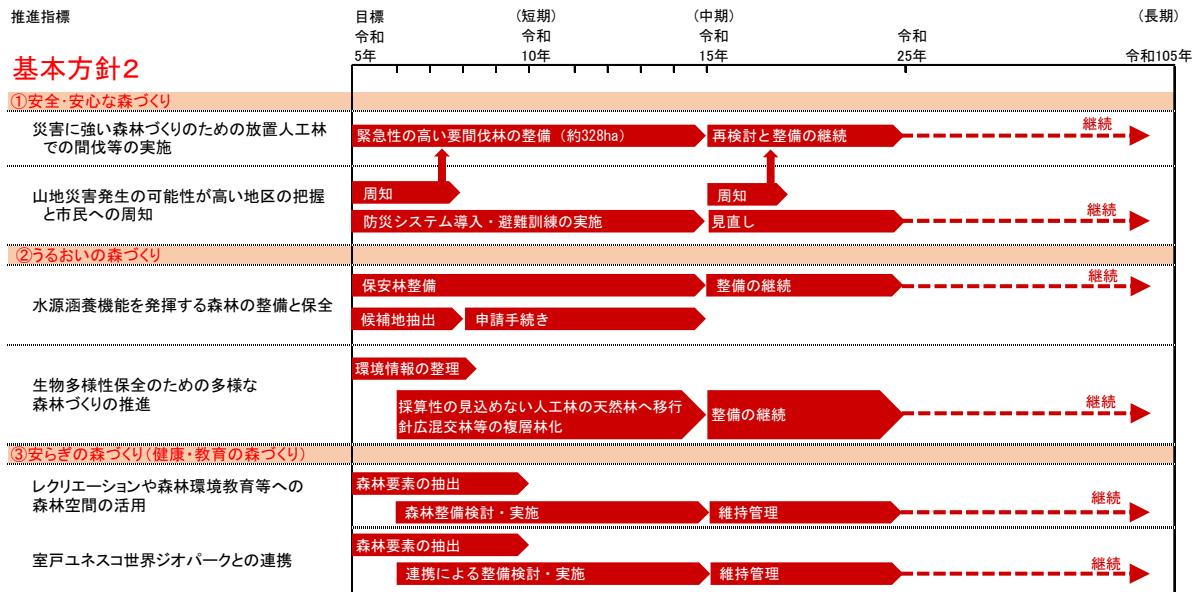 推進指標
目標 (短期) (中期) (長期)
令和 令和 令和 令和
5年 10年 15年 25年 令和105年
基本方針2
①安全・安心な森づくり
災害に強い森林づくりのための放置人工林
での間伐等の実施
緊急性の高い要間伐林の整備（約328ha）
再検討と整備の継続
継続
山地災害発生の可能性が高い地区の把握
と市民への周知
周知
周知
防災システム導入・避難訓練の実施
見直し
継続
②うるおいの森づくり
水源涵養機能を発揮する森林の整備と保全
保安林整備
整備の継続
継続
候補地抽出
申請手続き
生物多様性保全のための多様な
森林づくりの推進
環境情報の整理
採算性の見込めない人工林の天然林へ移行
針広混交林等の複層林化
整備の継続
継続
③安らぎの森づくり(健康・教育の森づくり)
レクリエーションや森林環境教育等への
森林空間の活用
森林要素の抽出
森林整備検討・実施
維持管理
継続
室戸ユネスコ世界ジオパークとの連携
森林要素の抽出
連携による整備検討・実施
維持管理
継続